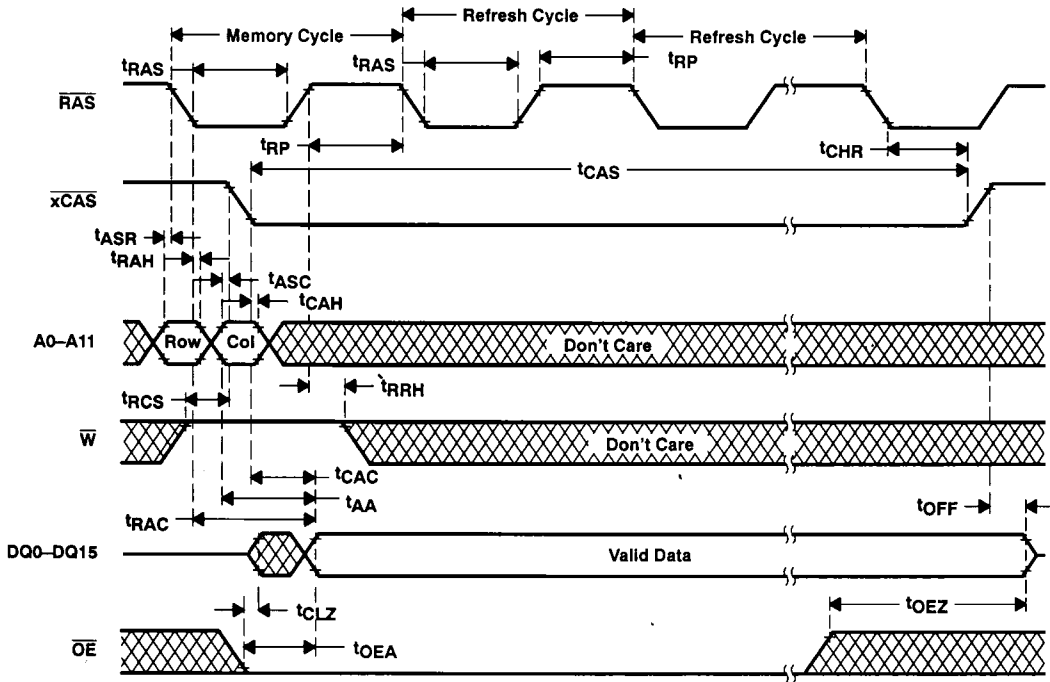 Refresh Cycle
Memory Cycle
Refresh Cycle
tRAS
tRAS
tRP
RAS
tRP
tCHR
tCAS
xCAS
tASR
tRAH
tASC
tCAH
A0–A11
Row
Col
Don't Care
tRRH
tRCS
W
Don't Care
tCAC
tAA
tOFF
tRAC
DQ0–DQ15
Valid Data
tCLZ
tOEZ
tOEA
OE